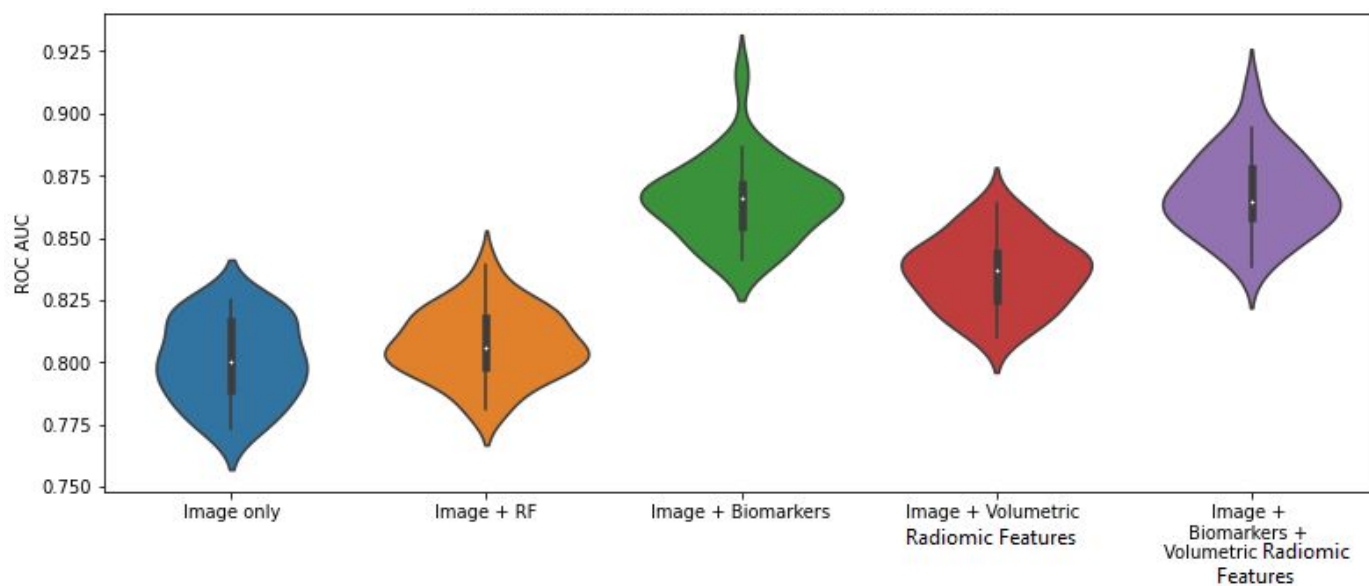 0.925
0.900
0.875
0.850
0.825
0.800
0.775
0.750
ROC AUC
Image only
Image + RF
Image + Biomarkers
Image + Volumetric
Radiomic Features
Image +
Biomarkers +
Volumetric Radiomic
Features